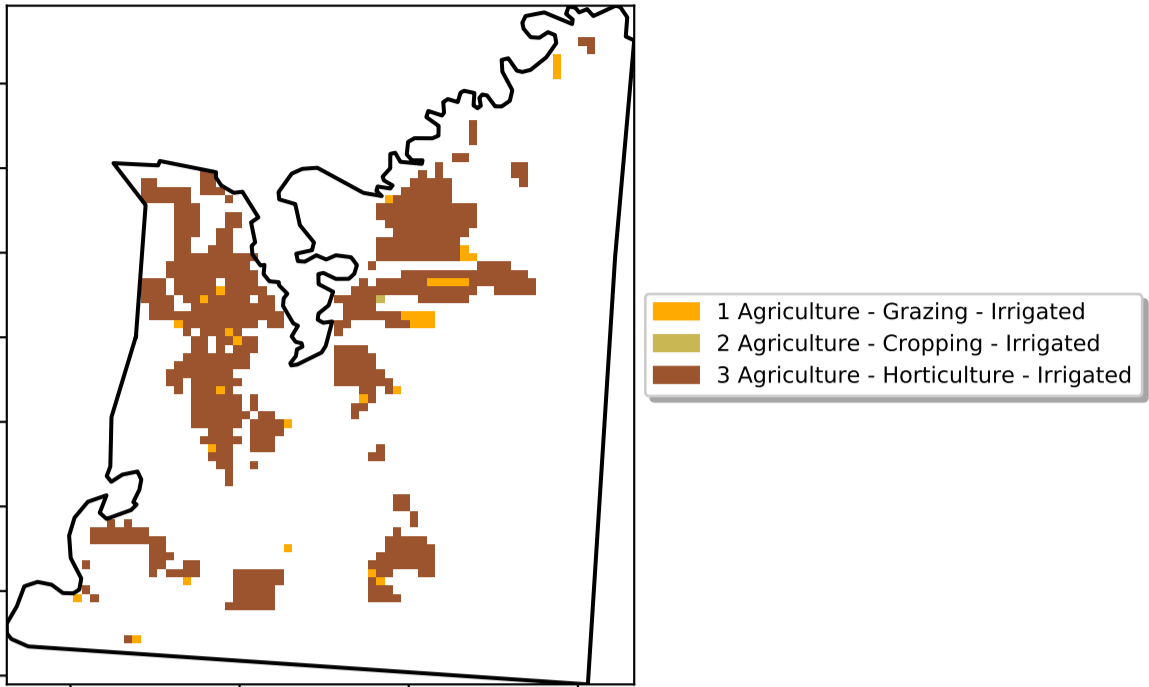 1 Agriculture - Grazing - Irrigated
2 Agriculture - Cropping - Irrigated
3 Agriculture - Horticulture - Irrigated